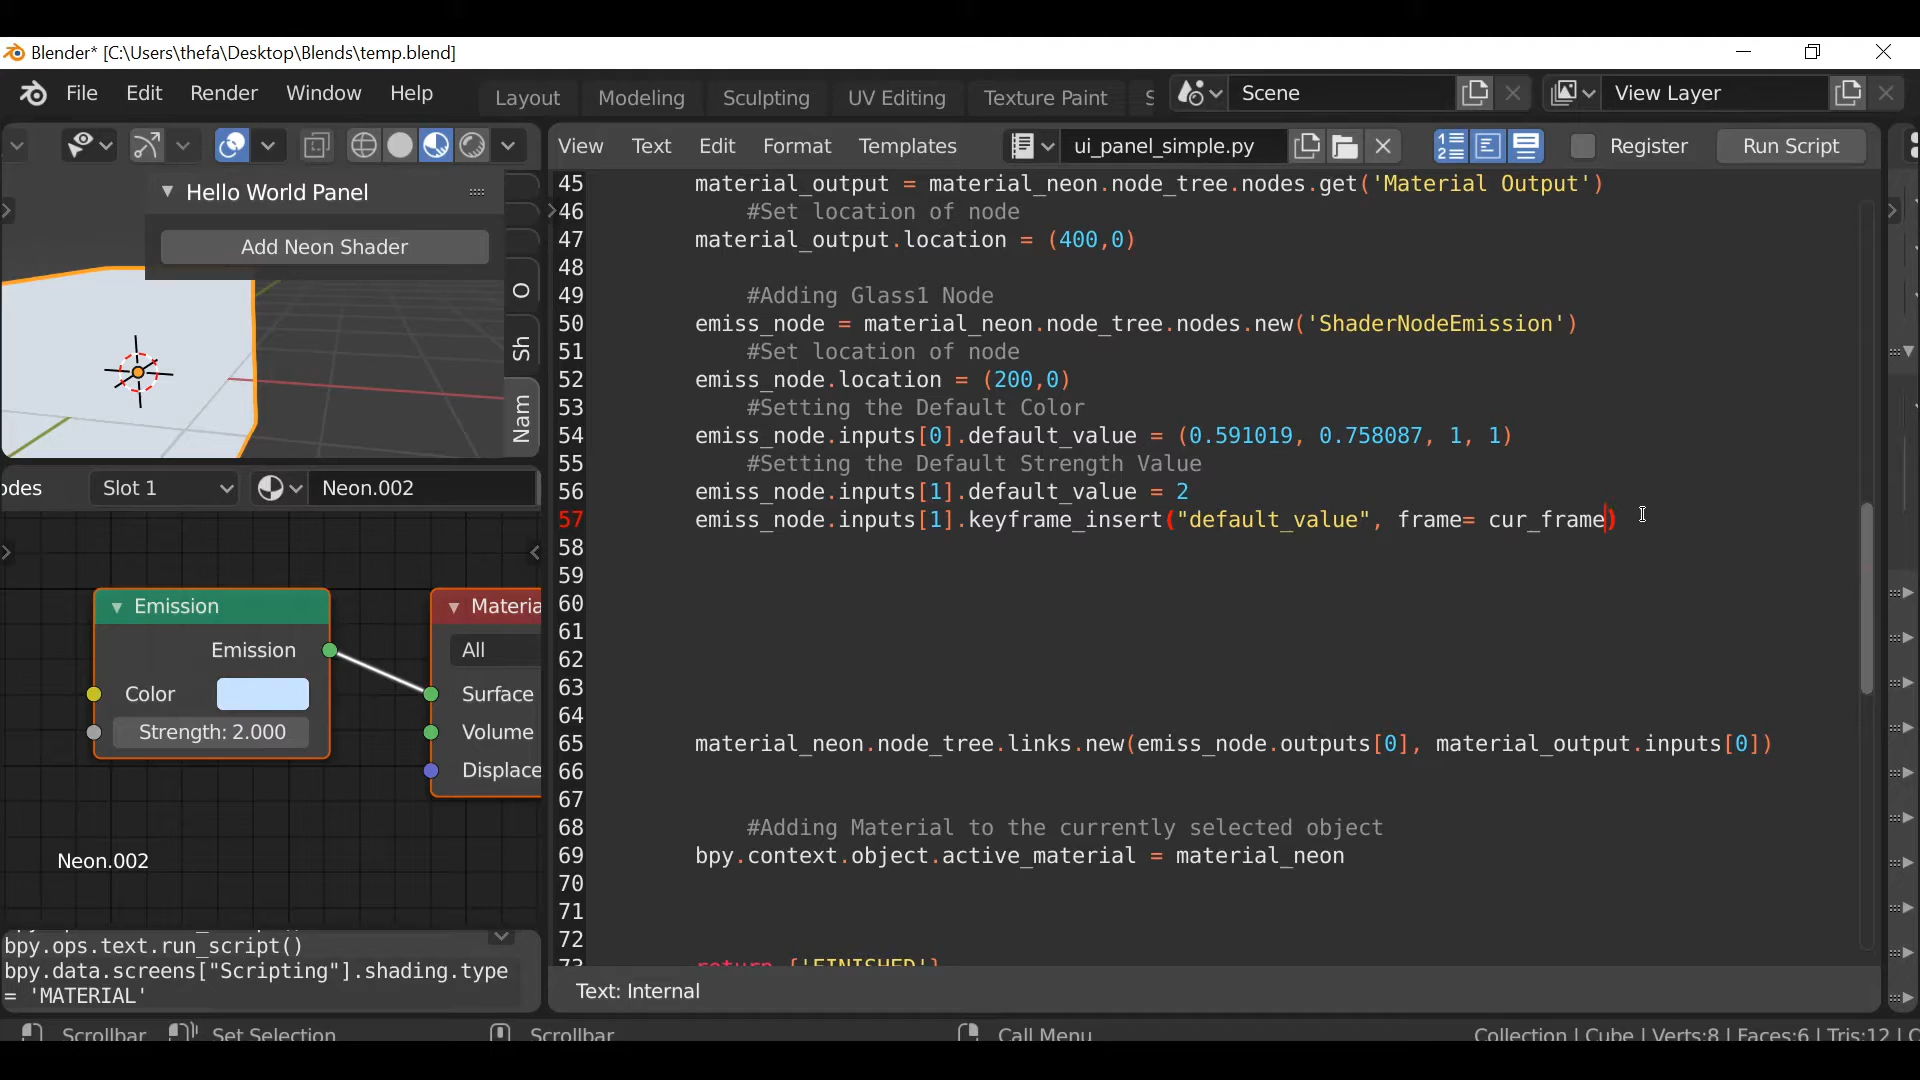 Blender* [C:\Users\thefa\Desktop\Blends\temp.blend]
File Edit Render Window Help Layout Modeling Sculpting UV Editing Texture Paint Scene View Layer
View Text Edit Format Templates ui_panel_simple.py Register Run Script
Hello World Panel
Add Neon Shader
O
Sh
Nam
odes Slot 1 Neon.002
Emission
Emission
Color
Strength: 2.000
Materia
All
Surface
Volume
Displace
Neon.002
bpy.ops.text.run_script()
bpy.data.screens["Scripting"].shading.type
= 'MATERIAL'
45 material_output = material_neon.node_tree.nodes.get('Material Output')
46 #Set location of node
47 material_output.location = (400,0)
48
49 #Adding Glass1 Node
50 emiss_node = material_neon.node_tree.nodes.new('ShaderNodeEmission')
51 #Set location of node
52 emiss_node.location = (200,0)
53 #Setting the Default Color
54 emiss_node.inputs[0].default_value = (0.591019, 0.758087, 1, 1)
55 #Setting the Default Strength Value
56 emiss_node.inputs[1].default_value = 2
57 emiss_node.inputs[1].keyframe_insert("default_value", frame= cur_frame)
58
59
60
61
62
63
64
65 material_neon.node_tree.links.new(emiss_node.outputs[0], material_output.inputs[0])
66
67
68 #Adding Material to the currently selected object
69 bpy.context.object.active_material = material_neon
70
71
72
73 return {'FINISHED'}
Text: Internal
Scrollbar Set Selection Scrollbar Call Menu Collection | Cube | Verts:8 | Faces:6 | Tris:12 |